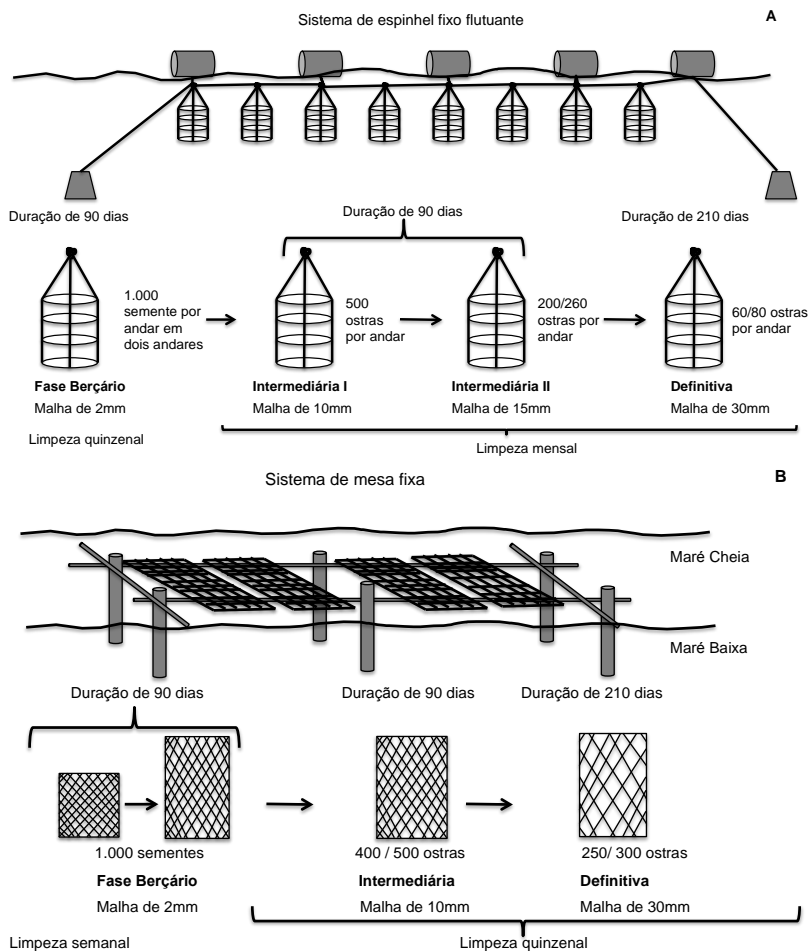 A
Sistema de espinhel fixo flutuante
Duração de 90 dias
Duração de 90 dias
Duração de 210 dias
1.000
semente por
andar em
dois andares
500
ostras
por andar
200/260
ostras por
andar
60/80 ostras
por andar
Fase Berçário
Intermediária I
Intermediária II
Definitiva
Malha de 2mm
Malha de 10mm
Malha de 15mm
Malha de 30mm
Limpeza quinzenal
Limpeza mensal
B
Sistema de mesa fixa
Maré Cheia
Maré Baixa
Duração de 90 dias
Duração de 90 dias
Duração de 210 dias
1.000 sementes
400 / 500 ostras
250/ 300 ostras
Fase Berçário
Intermediária
Definitiva
Malha de 2mm
Malha de 10mm
Malha de 30mm
Limpeza semanal
Limpeza quinzenal